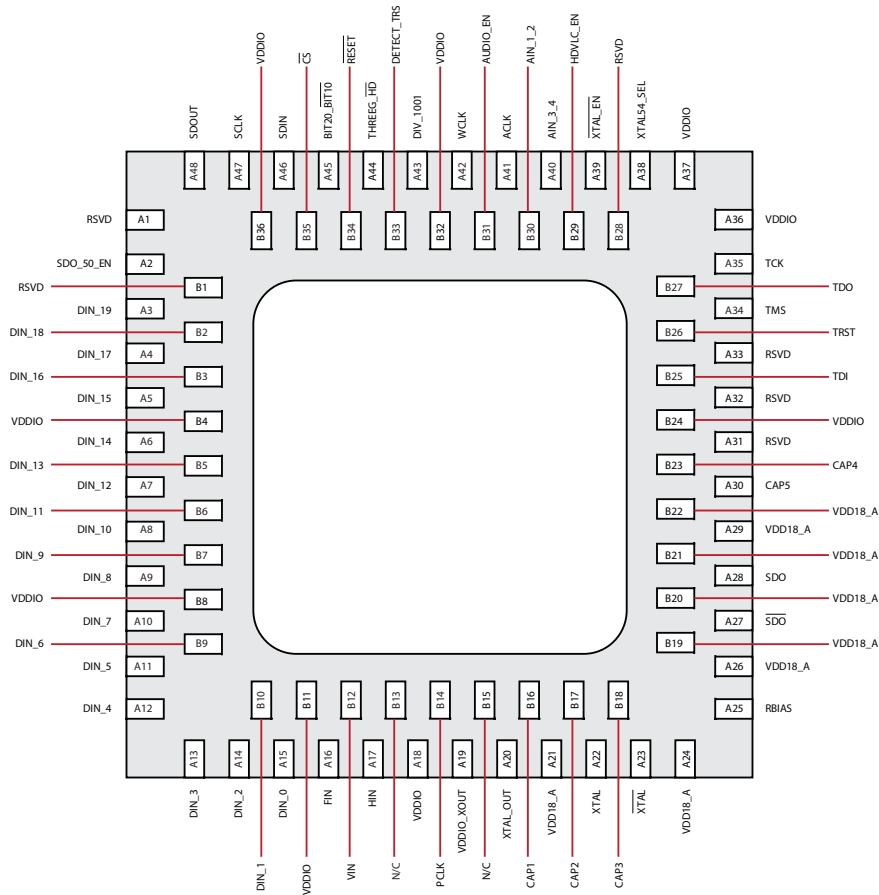 VDDIO
C̅S̅
R̅E̅S̅E̅T̅
DETECT_TRS
VDDIO
AUDIO_EN
AIN_1_2
HDVLC_EN
RSVD
SDOUT
SCLK
SDIN
BIT20_B̅I̅T̅1̅0̅
THREEG_H̅D̅
DIV_1001
WCLK
ACLK
AIN_3_4
X̅T̅A̅L̅_̅E̅N̅
XTAL54_SEL
VDDIO
A48
A47
A46
A45
A44
A43
A42
A41
A40
A39
A38
A37
B36
B35
B34
B33
B32
B31
B30
B29
B28
RSVD A1
A36 VDDIO
SDO_50_EN A2
A35 TCK
RSVD B1
B27 TDO
DIN_19 A3
A34 TMS
DIN_18 B2
B26 TRST
DIN_17 A4
A33 RSVD
DIN_16 B3
B25 TDI
DIN_15 A5
A32 RSVD
VDDIO B4
B24 VDDIO
DIN_14 A6
A31 RSVD
DIN_13 B5
B23 CAP4
DIN_12 A7
A30 CAP5
DIN_11 B6
B22 VDD18_A
DIN_10 A8
A29 VDD18_A
DIN_9 B7
B21 VDD18_A
DIN_8 A9
A28 SDO
VDDIO B8
B20 VDD18_A
DIN_7 A10
A27 S̅D̅O̅
DIN_6 B9
B19 VDD18_A
DIN_5 A11
A26 VDD18_A
DIN_4 A12
A25 RBIAS
B10
B11
B12
B13
B14
B15
B16
B17
B18
A13
A14
A15
A16
A17
A18
A19
A20
A21
A22
A23
A24
DIN_3
DIN_2
DIN_0
FIN
HIN
VDDIO
VDDIO_XOUT
XTAL_OUT
VDD18_A
XTAL
X̅T̅A̅L̅
VDD18_A
DIN_1
VDDIO
VIN
N/C
PCLK
N/C
CAP1
CAP2
CAP3